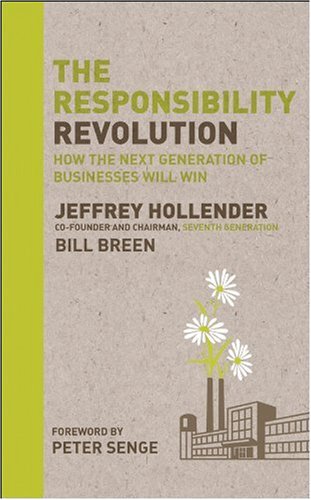 THE
RESPONSIBILITY
REVOLUTION
HOW THE NEXT GENERATION OF
BUSINESSES WILL WIN
JEFFREY HOLLENDER
CO-FOUNDER AND CHAIRMAN, SEVENTH GENERATION
BILL BREEN
FOREWORD BY
PETER SENGE